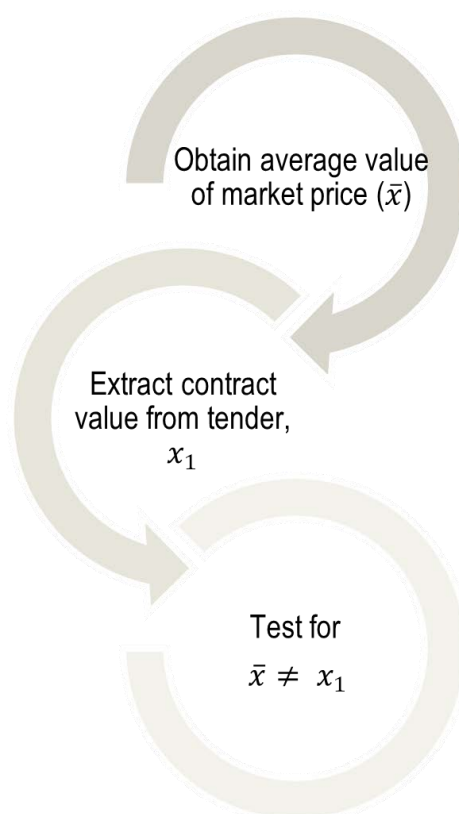 Obtain average value
of market price (x̄)
Extract contract
value from tender,
x₁
Test for
x̄ ≠ x₁